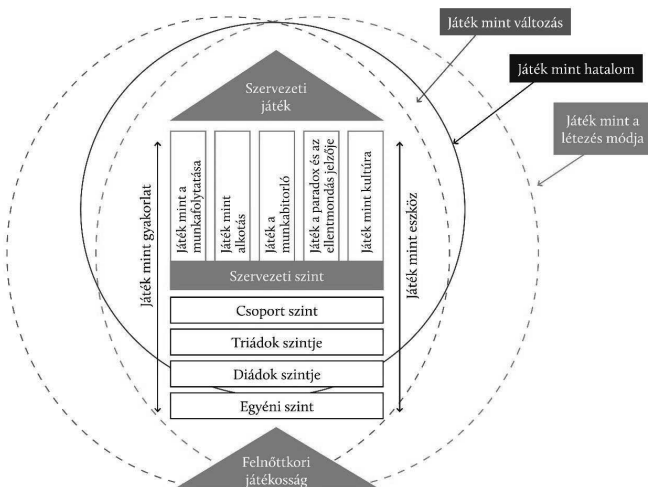 Játék mint változás
Játék mint hatalom
Játék mint a
létezés módja
Szervezeti
játék
Játék mint gyakorlat
Játék mint a
munkafolytatása
Játék mint
alkotás
Játék a
munkabitorló
Játék a paradox és az
ellentmondás jelzője
Játék mint kultúra
Játék mint eszköz
Szervezeti szint
Csoport szint
Triádok szintje
Diádok szintje
Egyéni szint
Felnőttkori
játékosság